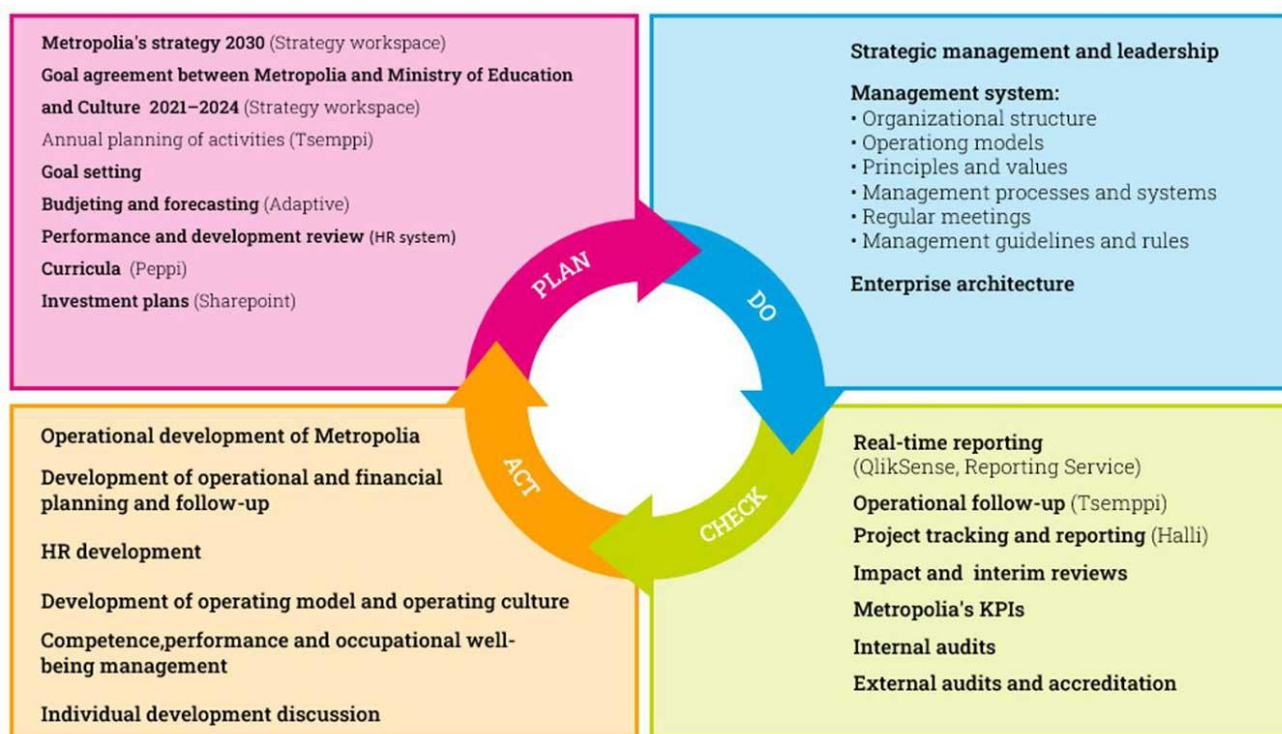 Metropolia's strategy 2030 (Strategy workspace)
Goal agreement between Metropolia and Ministry of Education
and Culture 2021–2024 (Strategy workspace)
Annual planning of activities (Tsemppi)
Goal setting
Budjeting and forecasting (Adaptive)
Performance and development review (HR system)
Curricula (Peppi)
Investment plans (Sharepoint)
Strategic management and leadership
Management system:
• Organizational structure
• Operationg models
• Principles and values
• Management processes and systems
• Regular meetings
• Management guidelines and rules
Enterprise architecture
PLAN
DO
ACT
CHECK
Operational development of Metropolia
Development of operational and financial
planning and follow-up
HR development
Development of operating model and operating culture
Competence,performance and occupational well-
being management
Individual development discussion
Real-time reporting
(QlikSense, Reporting Service)
Operational follow-up (Tsemppi)
Project tracking and reporting (Halli)
Impact and interim reviews
Metropolia's KPIs
Internal audits
External audits and accreditation